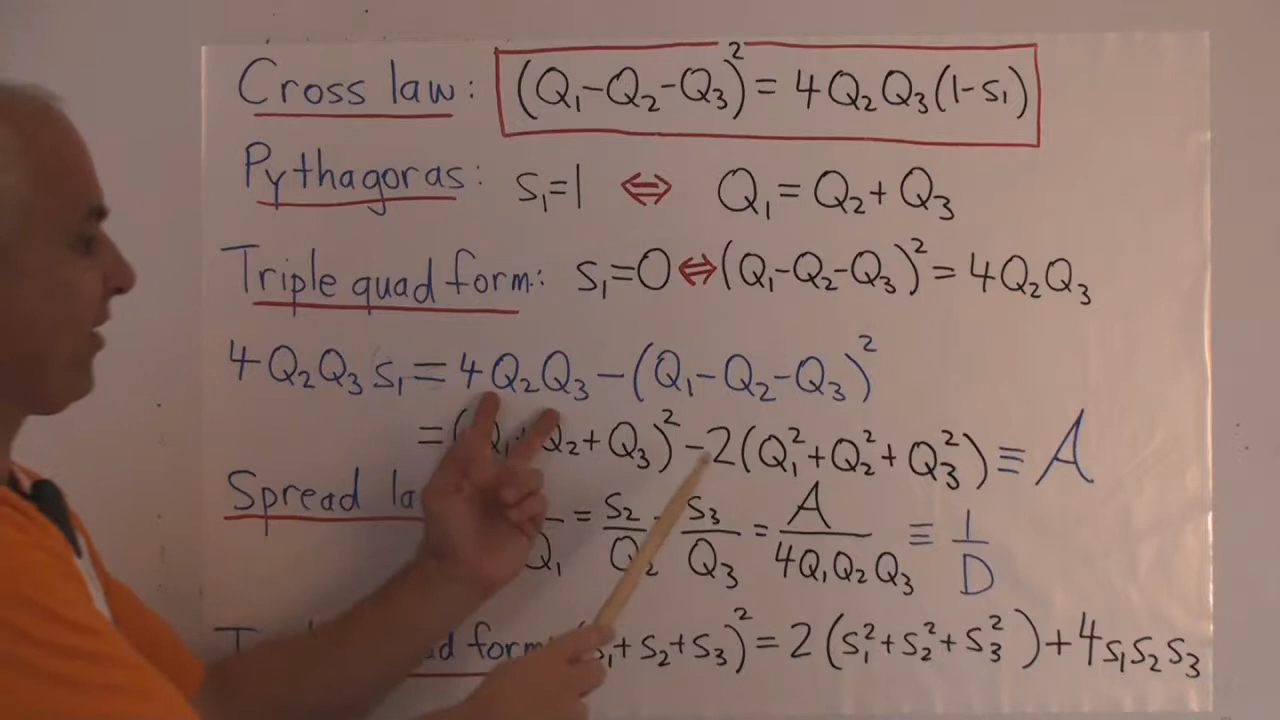 Cross law: (Q₁-Q₂-Q₃)² = 4Q₂Q₃(1-s₁)
Pythagoras: s₁=1 ⇔ Q₁=Q₂+Q₃
Triple quad form: s₁=0 ⇔ (Q₁-Q₂-Q₃)² = 4Q₂Q₃
4Q₂Q₃s₁ = 4Q₂Q₃ - (Q₁-Q₂-Q₃)²
= (Q₁+Q₂+Q₃)² - 2(Q₁²+Q₂²+Q₃²) ≡ A
Spread Q₁ = s₂/Q₂ = s₃/Q₃ = A/4Q₁Q₂Q₃ ≡ 1/D
form: (s₁+s₂+s₃)² = 2(s₁²+s₂²+s₃²)+4s₁s₂s₃